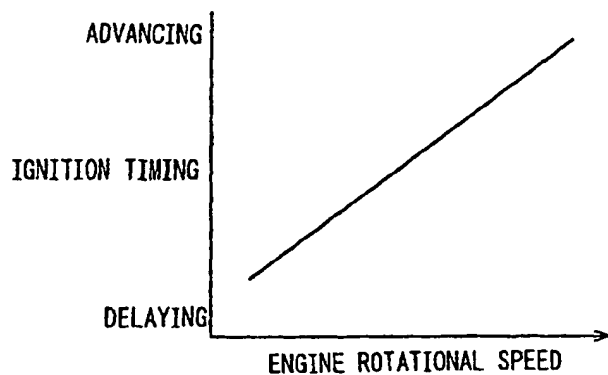 ADVANCING
IGNITION TIMING
DELAYING
ENGINE ROTATIONAL SPEED